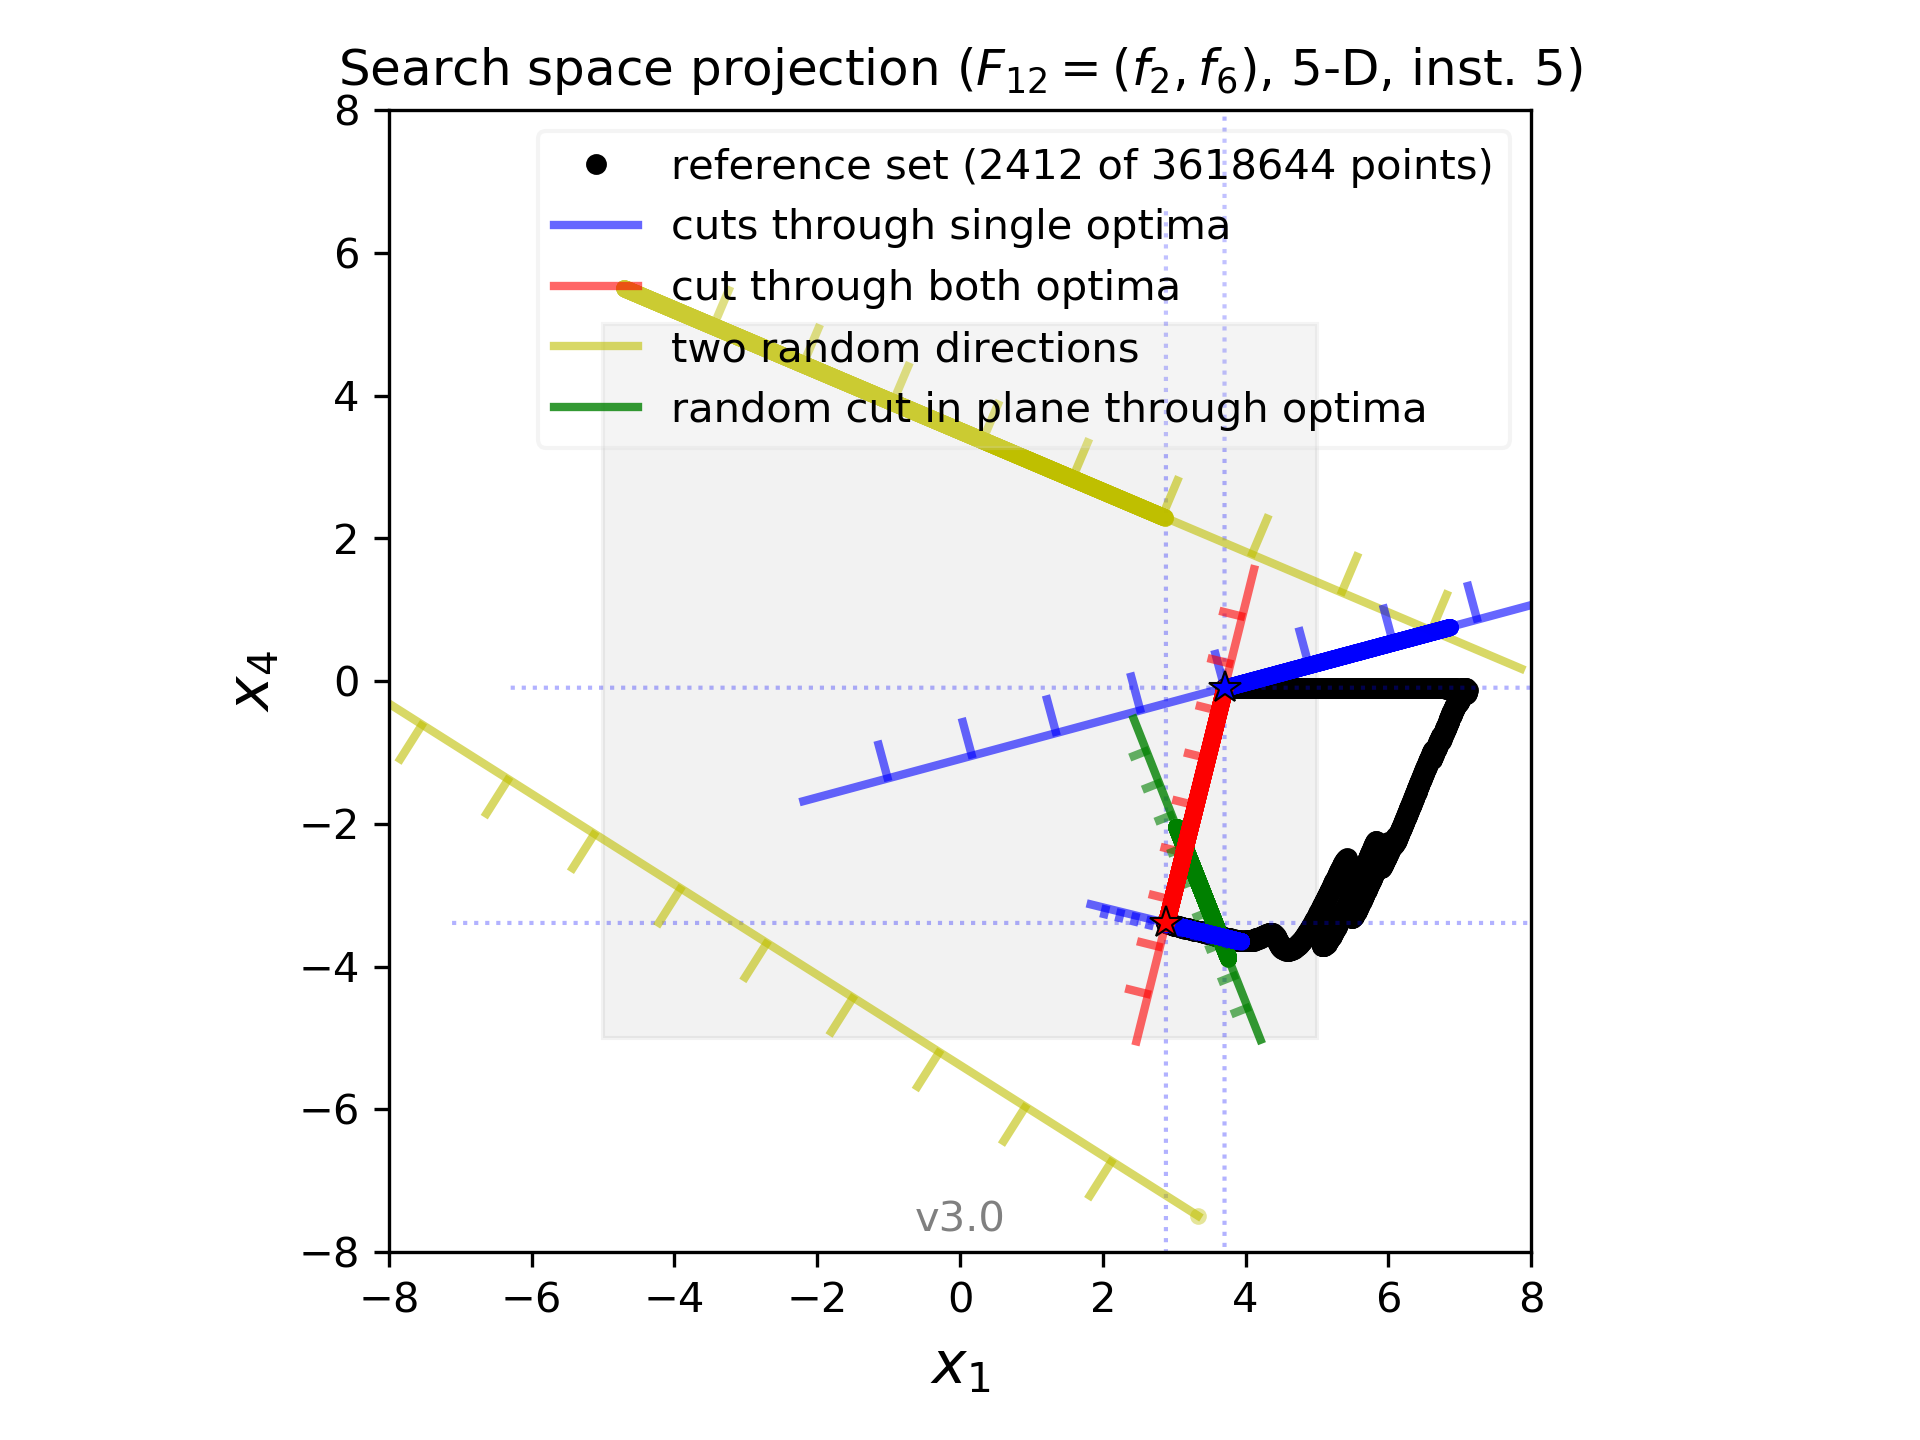 Search space projection (F₁₂ = (f₂, f₆), 5-D, inst. 5)
reference set (2412 of 3618644 points)
cuts through single optima
cut through both optima
two random directions
random cut in plane through optima
8
6
4
2
0
−2
−4
−6
−8
x₄
v3.0
−8 −6 −4 −2 0 2 4 6 8
x₁